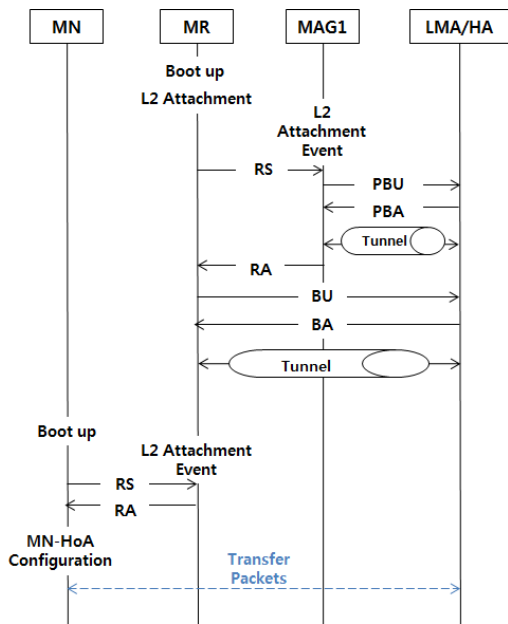 MN
MR
MAG1
LMA/HA
Boot up
L2 Attachment
L2
Attachment
Event
RS
PBU
PBA
Tunnel
RA
BU
BA
Tunnel
Boot up
L2 Attachment
Event
RS
RA
MN-HoA
Configuration
Transfer
Packets